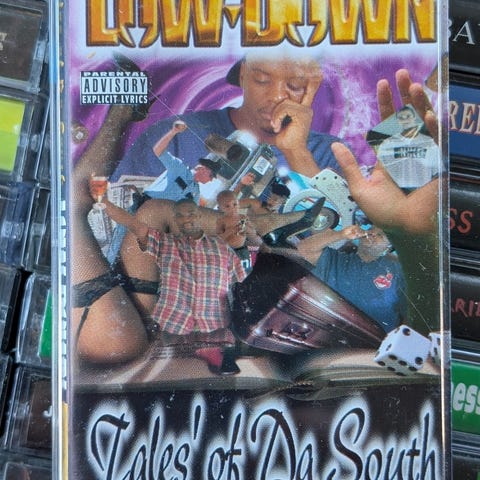 LOW-DOWN
PARENTAL
ADVISORY
EXPLICIT LYRICS
Tales' of Da South